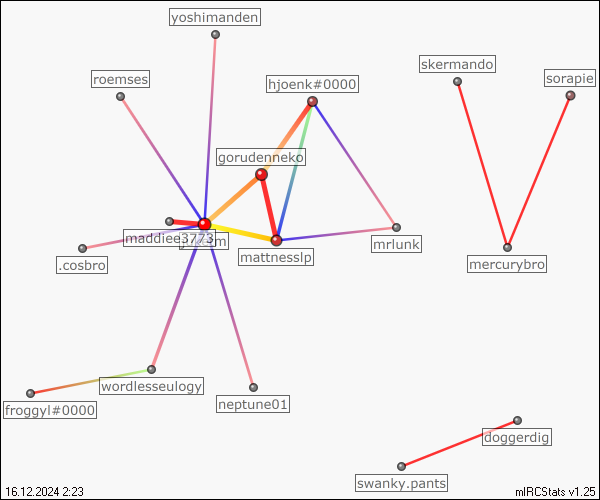 yoshimanden
skermando
roemses
sorapie
hjoenk#0000
gorudenneko
maddiee3773
mrlunk
.cosbro
mattnesslp
mercurybro
wordlesseulogy
froggyl#0000
neptune01
doggerdig
swanky.pants
16.12.2024 2:23
mIRCStats v1.25